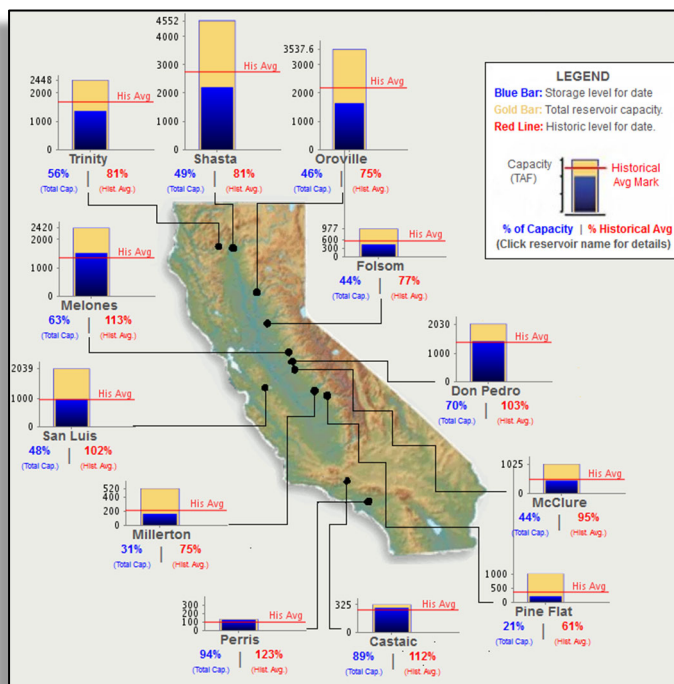 4552
4000
3000
2000
1000
0
His Avg
Shasta
49% | 81%
(Total Cap.) (Hist. Avg.)
3537.6
3000
2000
1000
0
His Avg
Oroville
46% | 75%
(Total Cap.) (Hist. Avg.)
2448
2000
1000
0
His Avg
Trinity
56% | 81%
(Total Cap.) (Hist. Avg.)
LEGEND
Blue Bar: Storage level for date
Gold Bar: Total reservoir capacity.
Red Line: Historic level for date.
Capacity
(TAF)
Historical
Avg Mark
% of Capacity | % Historical Avg
(Click reservoir name for details)
2420
2000
1000
0
His Avg
Melones
63% | 113%
(Total Cap.) (Hist. Avg.)
977
600
300
0
His Avg
Folsom
44% | 77%
(Total Cap.) (Hist. Avg.)
2030
1000
0
His Avg
Don Pedro
70% | 103%
(Total Cap.) (Hist. Avg.)
2039
1000
0
His Avg
San Luis
48% | 102%
(Total Cap.) (Hist. Avg.)
1025
0
His Avg
McClure
44% | 95%
(Total Cap.) (Hist. Avg.)
520
400
200
0
His Avg
Millerton
31% | 75%
(Total Cap.) (Hist. Avg.)
1000
500
0
His Avg
Pine Flat
21% | 61%
(Total Cap.) (Hist. Avg.)
300
200
100
0
His Avg
Perris
94% | 123%
(Total Cap.) (Hist. Avg.)
325
0
His Avg
Castaic
89% | 112%
(Total Cap.) (Hist. Avg.)